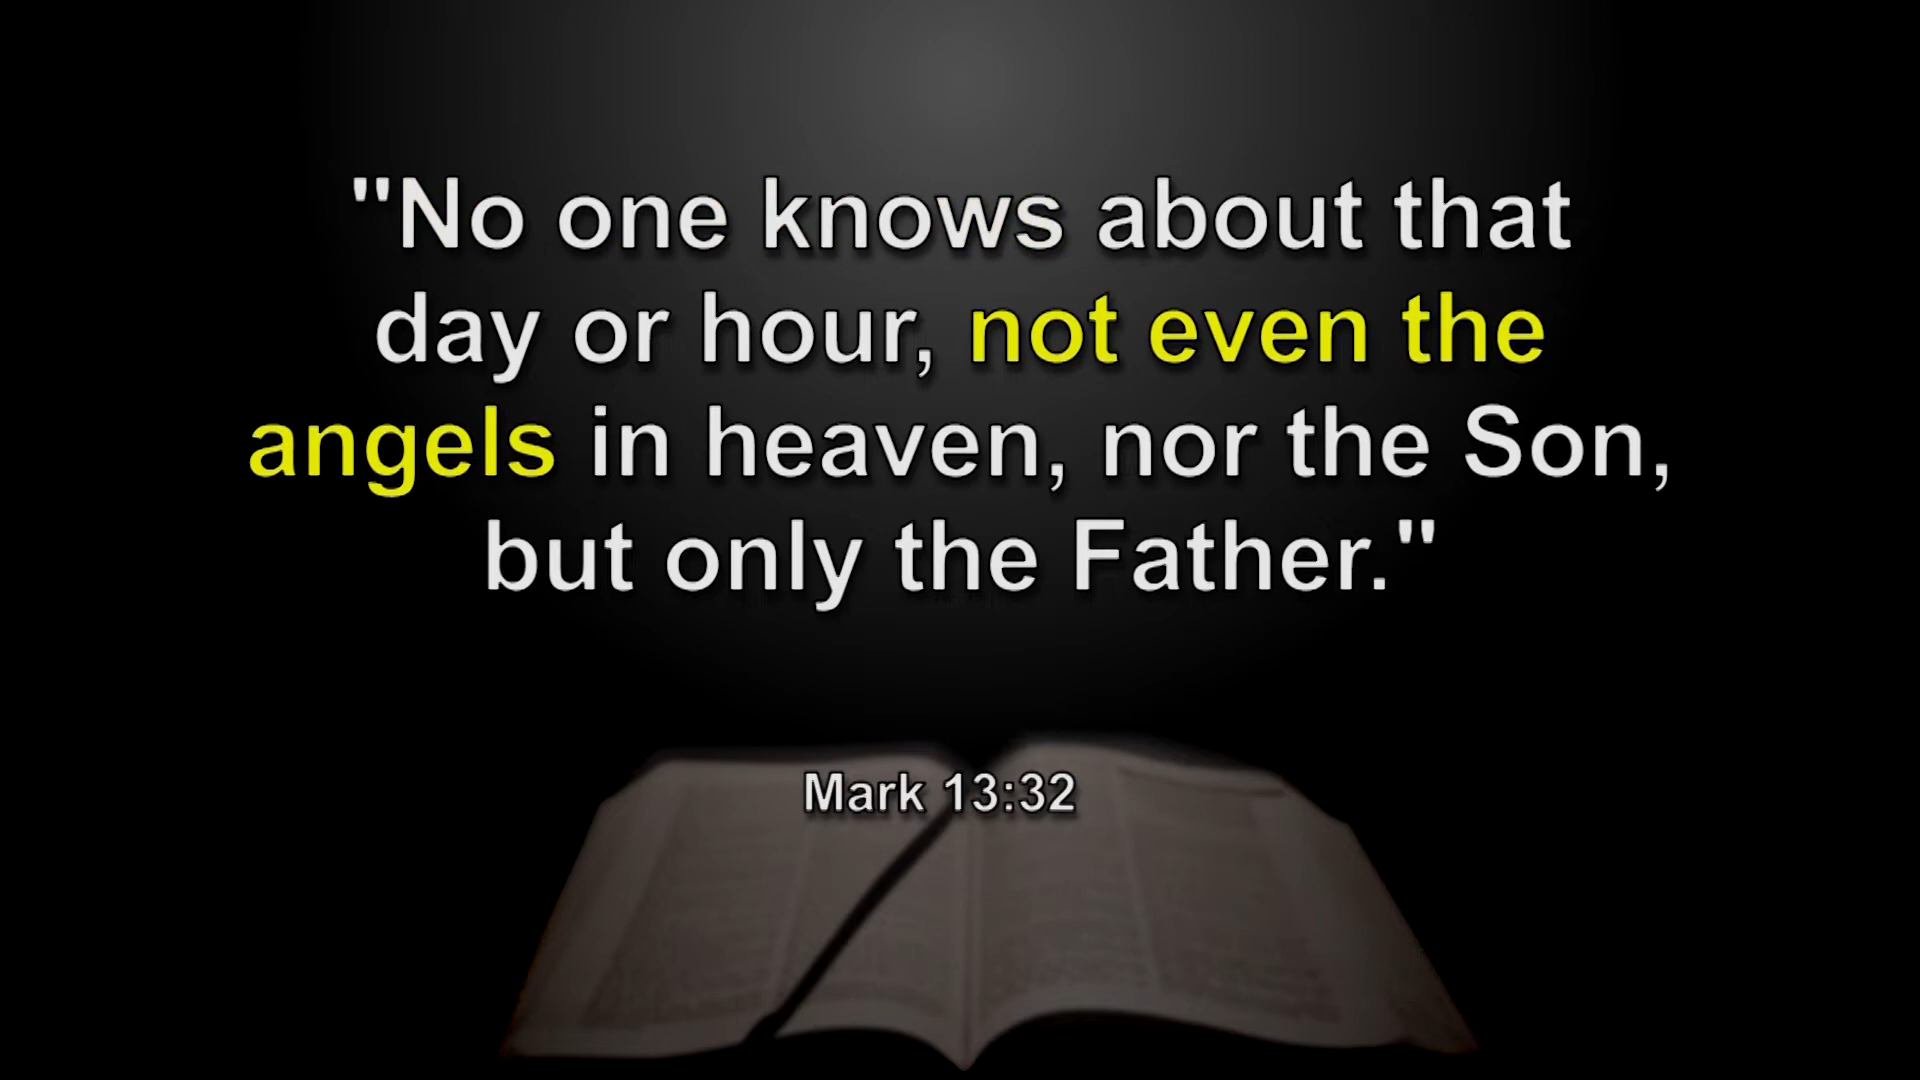 "No one knows about that
day or hour, not even the
angels in heaven, nor the Son,
but only the Father."
Mark 13:32